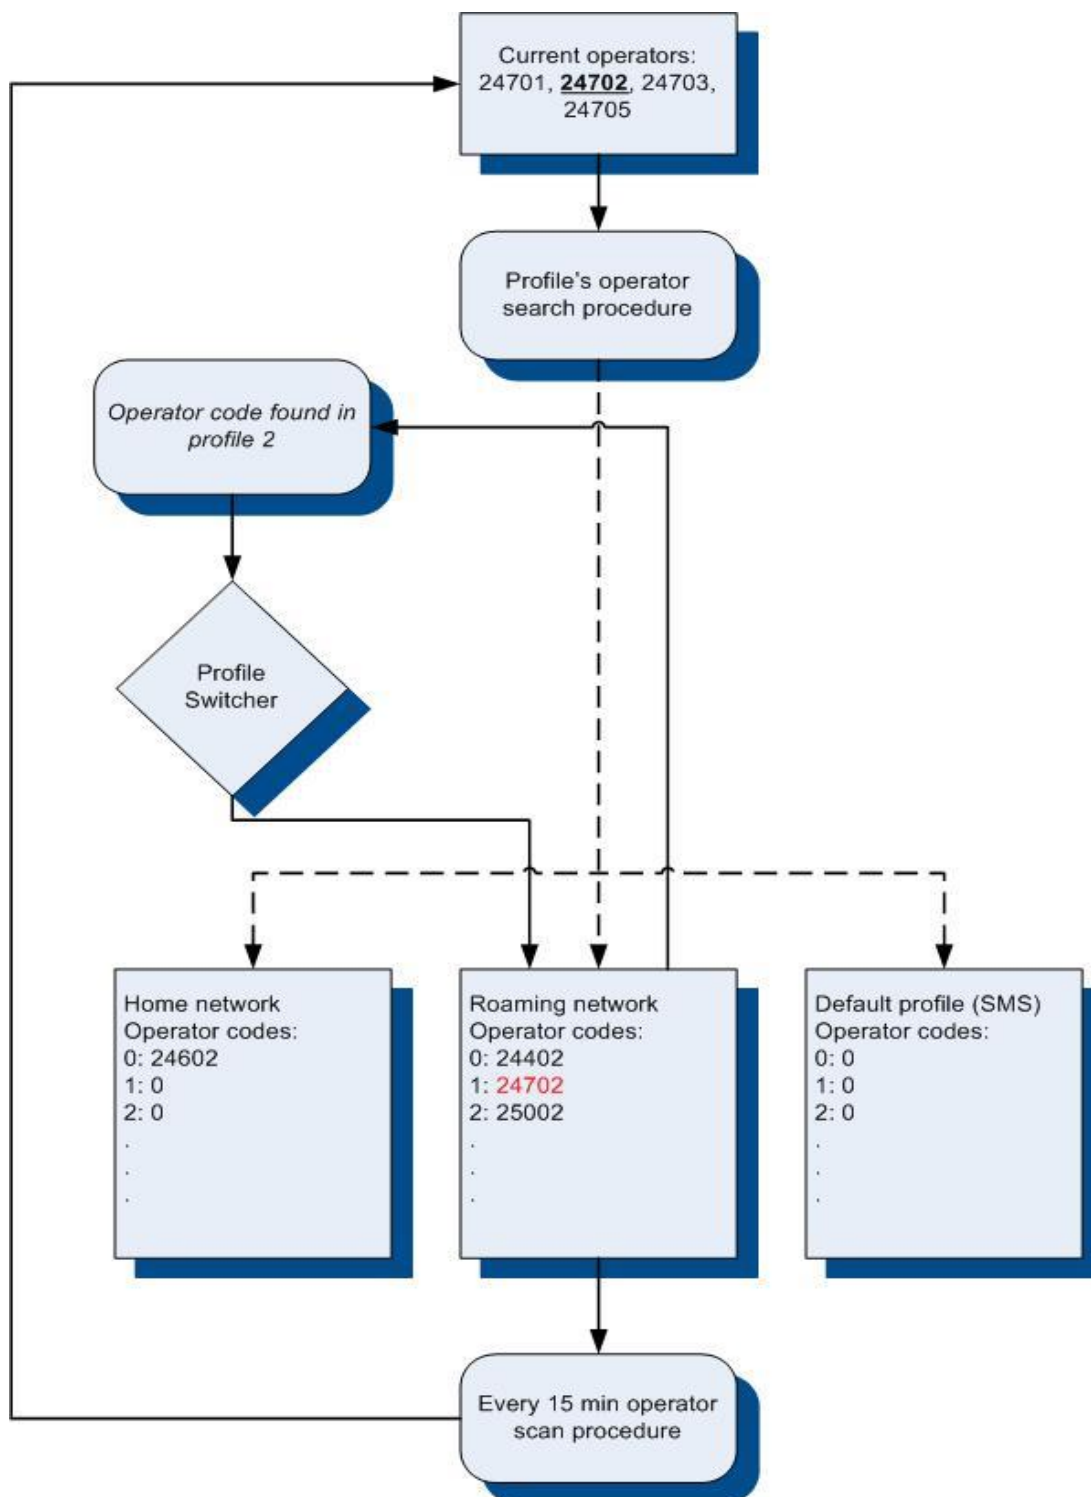 Current operators:
24701, 24702, 24703,
24705
Profile's operator
search procedure
Operator code found in
profile 2
Profile
Switcher
Home network
Operator codes:
0: 24602
1: 0
2: 0
.
.
.
Roaming network
Operator codes:
0: 24402
1: 24702
2: 25002
.
.
.
Default profile (SMS)
Operator codes:
0: 0
1: 0
2: 0
.
.
.
Every 15 min operator
scan procedure